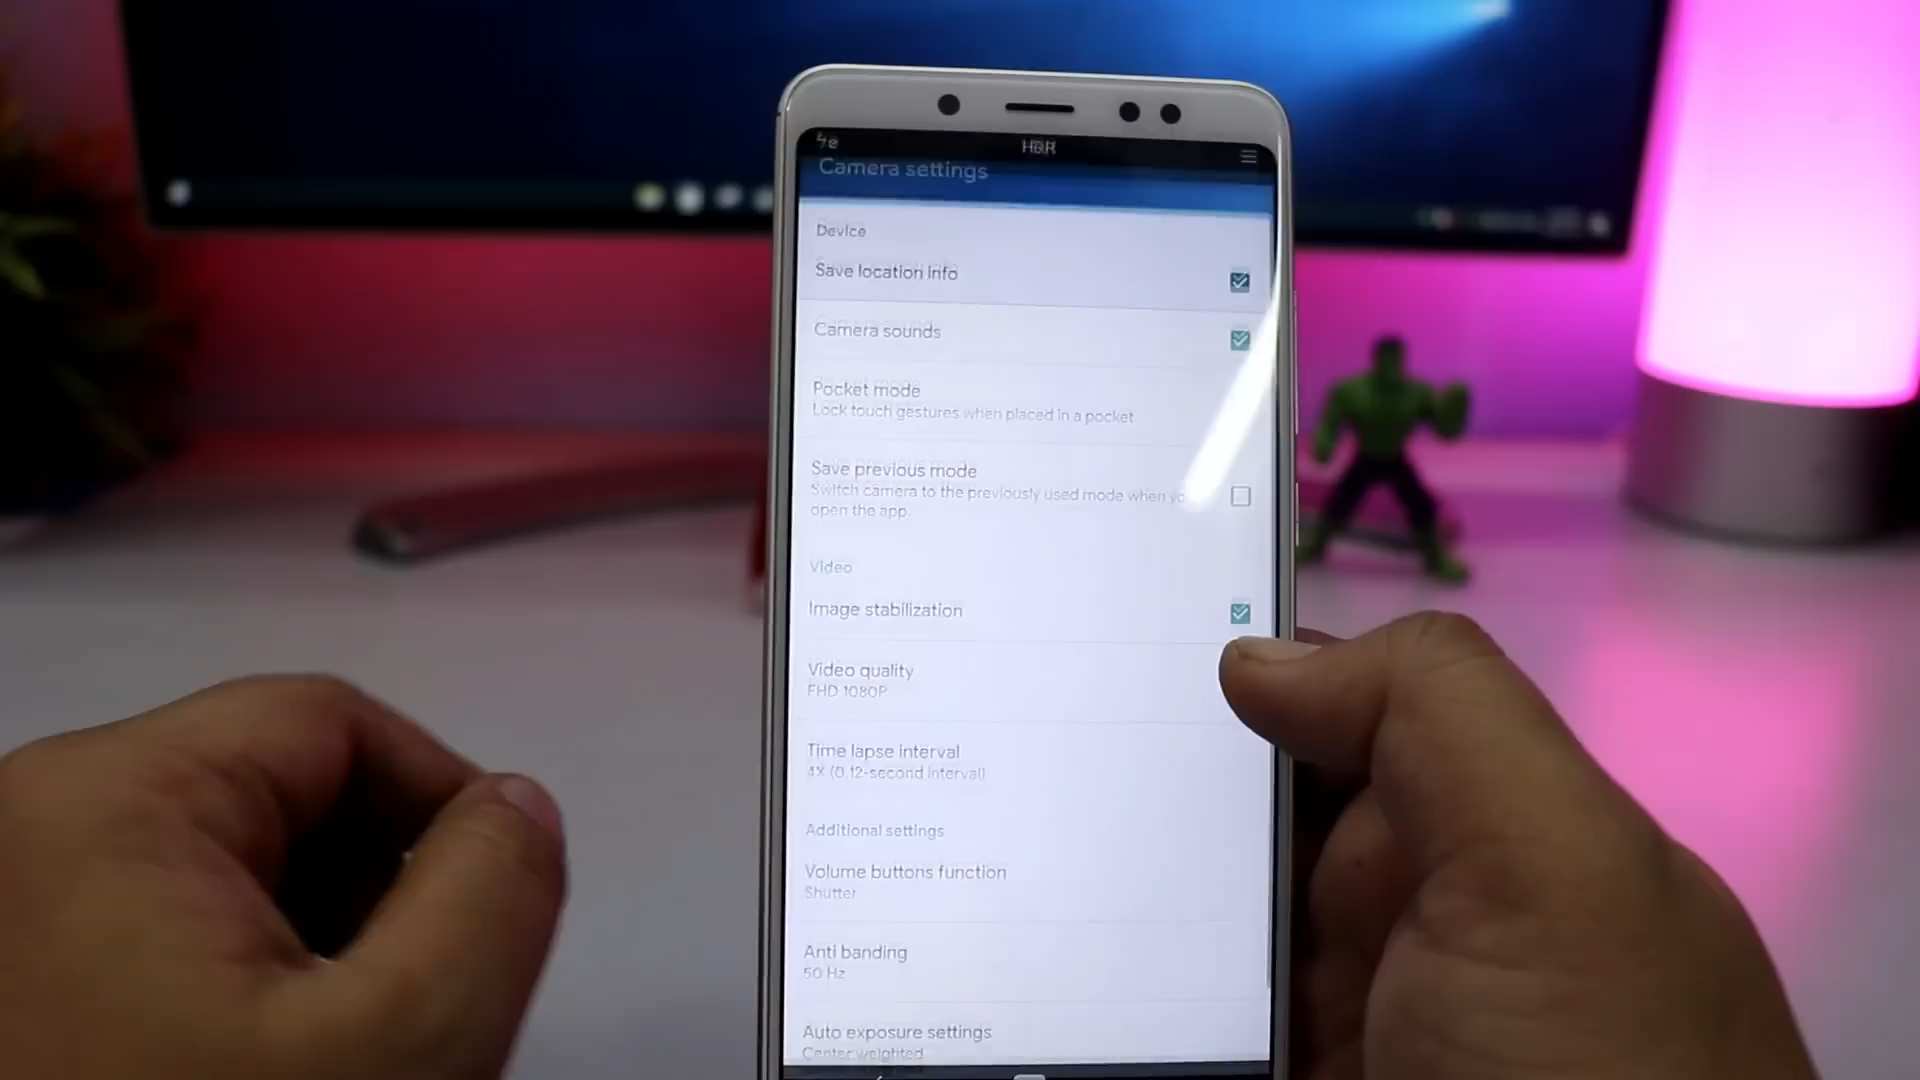 HDR
Camera settings
Device
Save location info
Camera sounds
Pocket mode
Lock touch gestures when placed in a pocket
Save previous mode
Switch camera to the previously used mode when yo
open the app.
Video
Image stabilization
Video quality
FHD 1080P
Time lapse interval
4X (0.12-second interval)
Additional settings
Volume buttons function
Shutter
Anti banding
50 Hz
Auto exposure settings
Center weighted